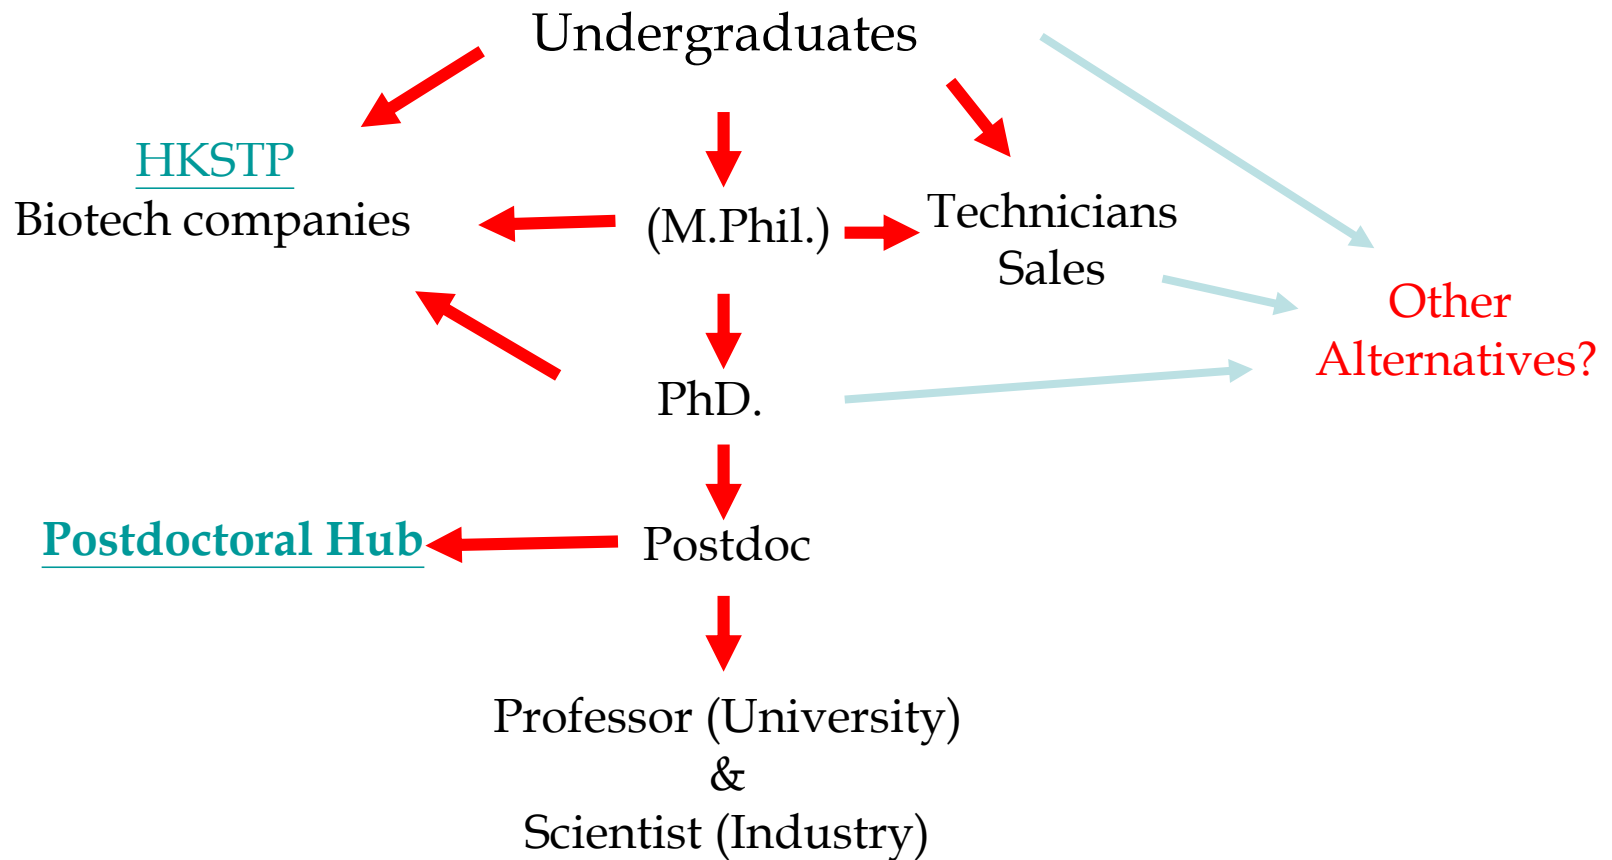 Undergraduates
HKSTP
Biotech companies
(M.Phil.)
Technicians
Sales
Other
Alternatives?
PhD.
Postdoctoral Hub
Postdoc
Professor (University)
&
Scientist (Industry)